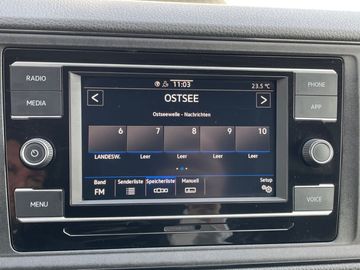 11:03
23.5 °C
RADIO
OSTSEE
PHONE
MEDIA
Ostseewelle - Nachrichten
APP
6 7 8 9 10
LANDESW. Leer Leer Leer Leer
Band Senderliste Speicherliste Manuell Setup
FM
MENU
VOICE